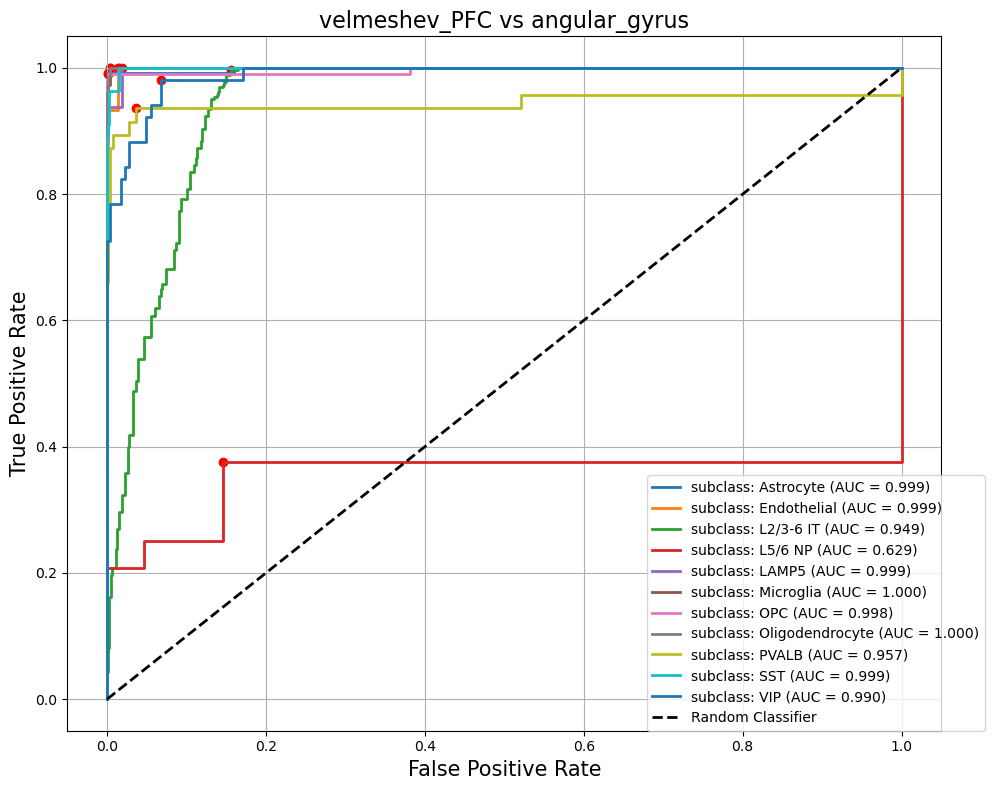 velmeshev_PFC vs angular_gyrus
True Positive Rate
1.0
0.8
0.6
0.4
0.2
0.0
subclass: Astrocyte (AUC = 0.999)
subclass: Endothelial (AUC = 0.999)
subclass: L2/3-6 IT (AUC = 0.949)
subclass: L5/6 NP (AUC = 0.629)
subclass: LAMP5 (AUC = 0.999)
subclass: Microglia (AUC = 1.000)
subclass: OPC (AUC = 0.998)
subclass: Oligodendrocyte (AUC = 1.000)
subclass: PVALB (AUC = 0.957)
subclass: SST (AUC = 0.999)
subclass: VIP (AUC = 0.990)
Random Classifier
0.0 0.2 0.4 0.6 0.8 1.0
False Positive Rate